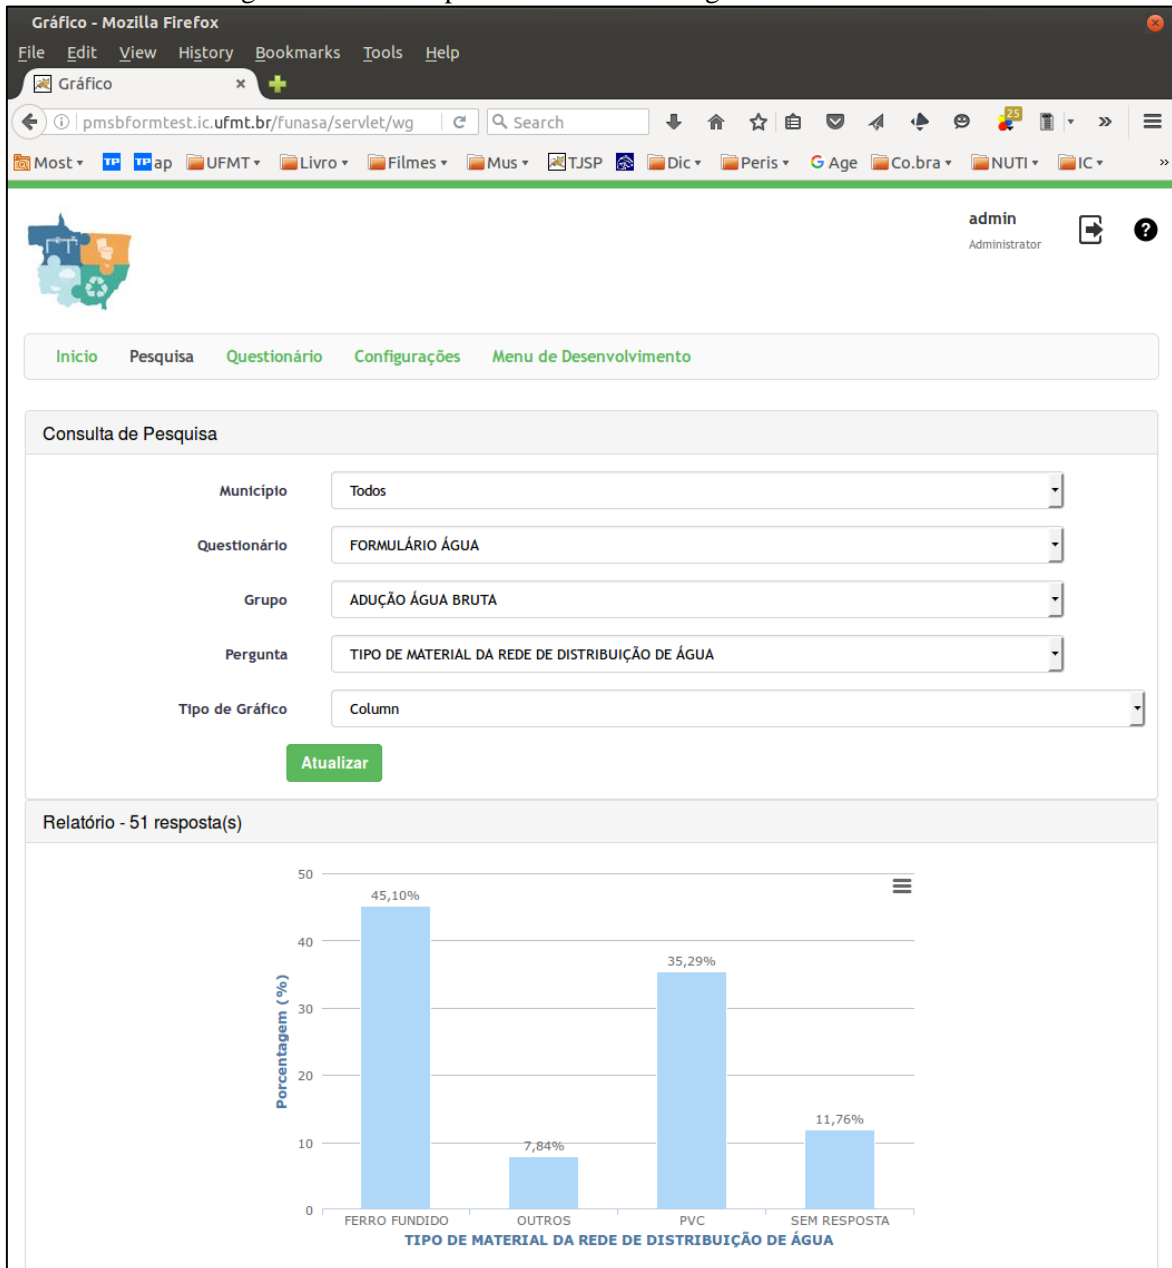 Gráfico - Mozilla Firefox
File Edit View History Bookmarks Tools Help
Gráfico
pmsbformtest.ic.ufmt.br/funasa/servlet/wg Search 25
Most TP TP ap UFMT Livro Filmes Mus TJSP Dic Peris G Age Co.bra NUTI IC »
admin
Administrator
Inicio Pesquisa Questionário Configurações Menu de Desenvolvimento
Consulta de Pesquisa
Município Todos
Questionário FORMULÁRIO ÁGUA
Grupo ADUÇÃO ÁGUA BRUTA
Pergunta TIPO DE MATERIAL DA REDE DE DISTRIBUIÇÃO DE ÁGUA
Tipo de Gráfico Column
Atualizar
Relatório - 51 resposta(s)
50
45,10%
40
35,29%
30
Porcentagem (%)
20
11,76%
10
7,84%
0
FERRO FUNDIDO OUTROS PVC SEM RESPOSTA
TIPO DE MATERIAL DA REDE DE DISTRIBUIÇÃO DE ÁGUA